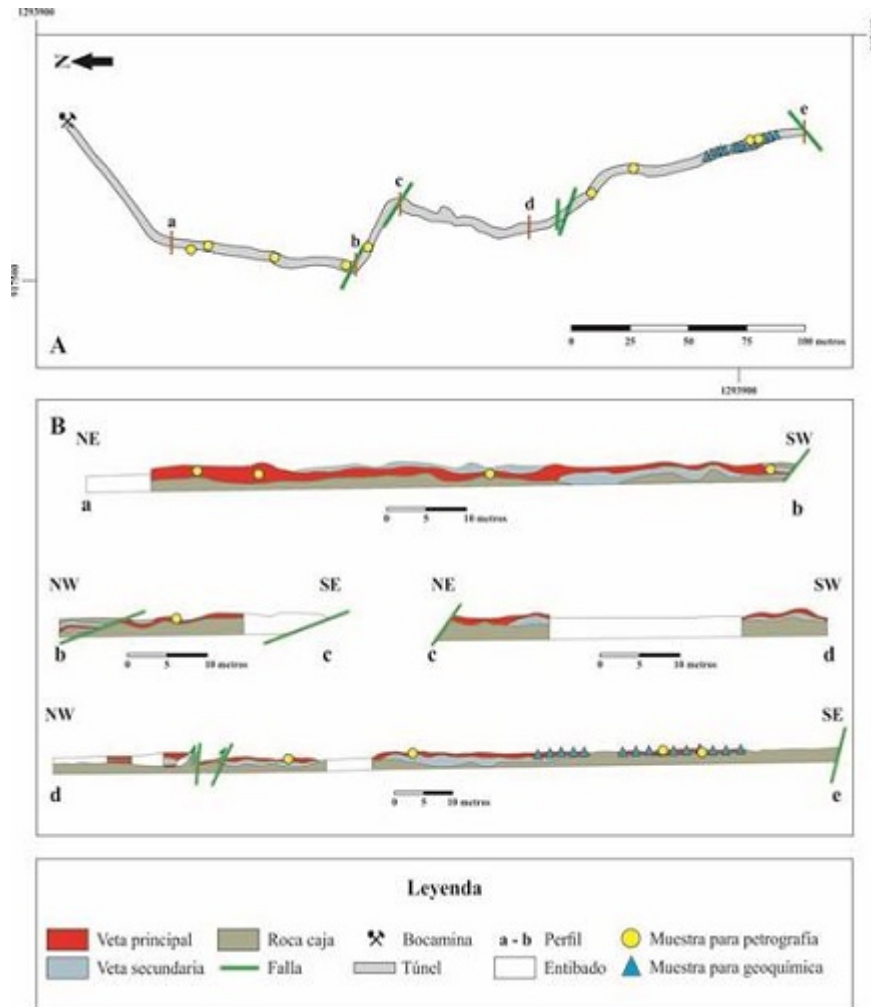 1293900
N
a
b
c
d
e
917500
0 25 50 75 100 metros
A
1293900
B
NE
SW
a
b
0 5 10 metros
NW
SE
b
c
0 5 10 metros
NE
SW
c
d
0 5 10 metros
NW
SE
d
e
0 5 10 metros
Leyenda
Veta principal
Roca caja
Bocamina
a - b Perfil
Muestra para petrografía
Veta secundaria
Falla
Túnel
Entibado
Muestra para geoquímica